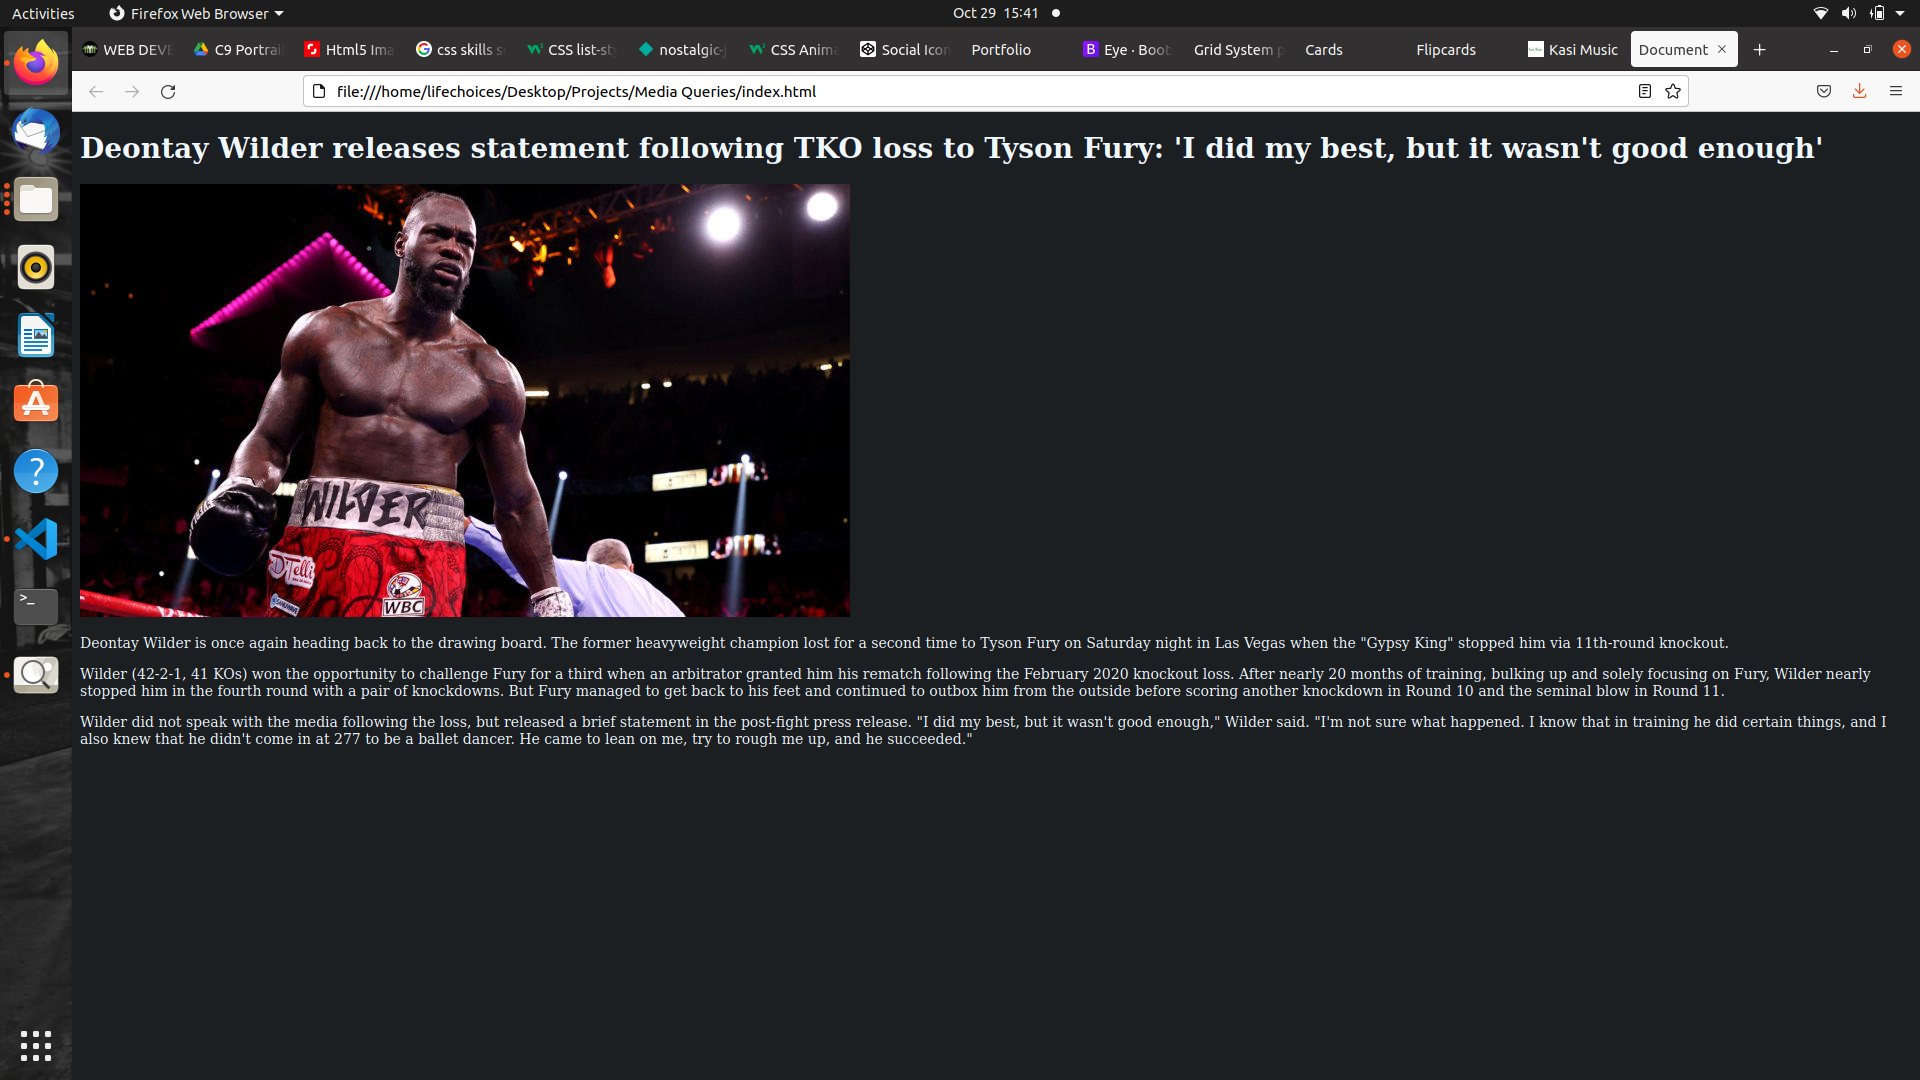 Activities
Firefox Web Browser
Oct 29 15:41
WEB DEVE
C9 Portrai
Html5 Ima
css skills s
CSS list-st
nostalgic-j
CSS Anima
Social Icon
Portfolio
Eye · Boot
Grid System p
Cards
Flipcards
Kasi Music
Document
file:///home/lifechoices/Desktop/Projects/Media Queries/index.html
Deontay Wilder releases statement following TKO loss to Tyson Fury: 'I did my best, but it wasn't good enough'
WILDER
DiTelli
WBC
Deontay Wilder is once again heading back to the drawing board. The former heavyweight champion lost for a second time to Tyson Fury on Saturday night in Las Vegas when the "Gypsy King" stopped him via 11th-round knockout.
Wilder (42-2-1, 41 KOs) won the opportunity to challenge Fury for a third when an arbitrator granted him his rematch following the February 2020 knockout loss. After nearly 20 months of training, bulking up and solely focusing on Fury, Wilder nearly
stopped him in the fourth round with a pair of knockdowns. But Fury managed to get back to his feet and continued to outbox him from the outside before scoring another knockdown in Round 10 and the seminal blow in Round 11.
Wilder did not speak with the media following the loss, but released a brief statement in the post-fight press release. "I did my best, but it wasn't good enough," Wilder said. "I'm not sure what happened. I know that in training he did certain things, and I
also knew that he didn't come in at 277 to be a ballet dancer. He came to lean on me, try to rough me up, and he succeeded."